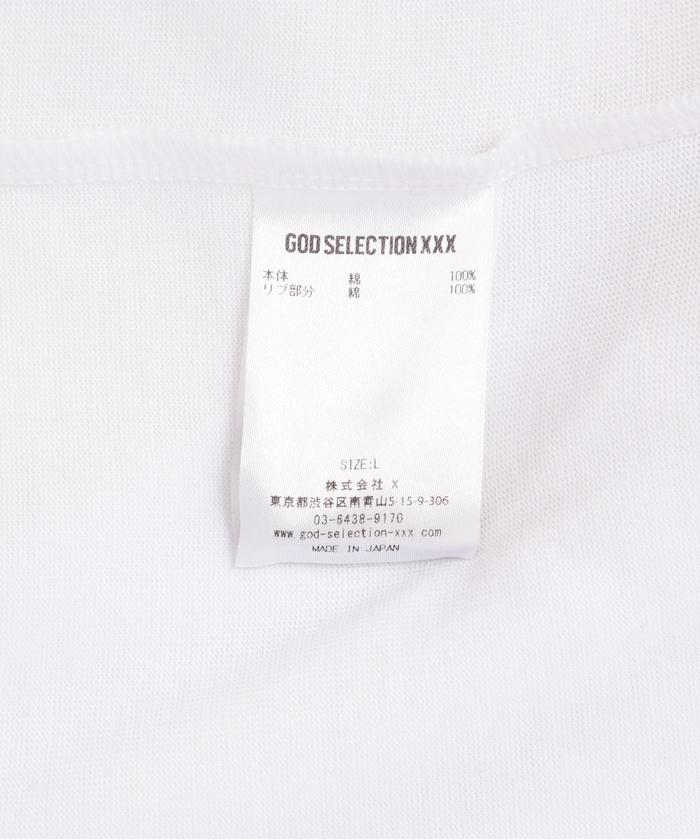 GOD SELECTION XXX
本体 綿 100%
リブ部分 綿 100%
SIZE:L
株式会社 X
東京都渋谷区南青山5-15-9-306
03-6438-9170
www.god-selection-xxx.com
MADE IN JAPAN